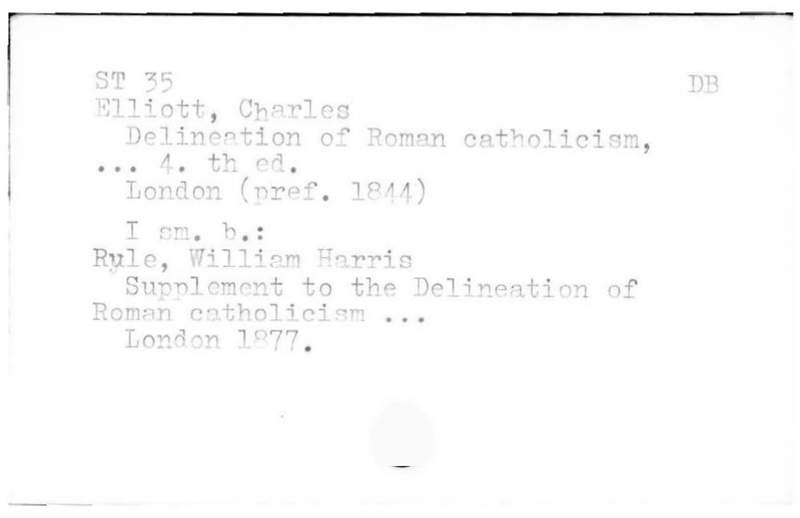 ST 35 DB
Elliott, Charles
Delineation of Roman catholicism,
... 4. th ed.
London (pref. 1844)
I sm. b.:
Ryle, William Harris
Supplement to the Delineation of
Roman catholicism ...
London 1877.